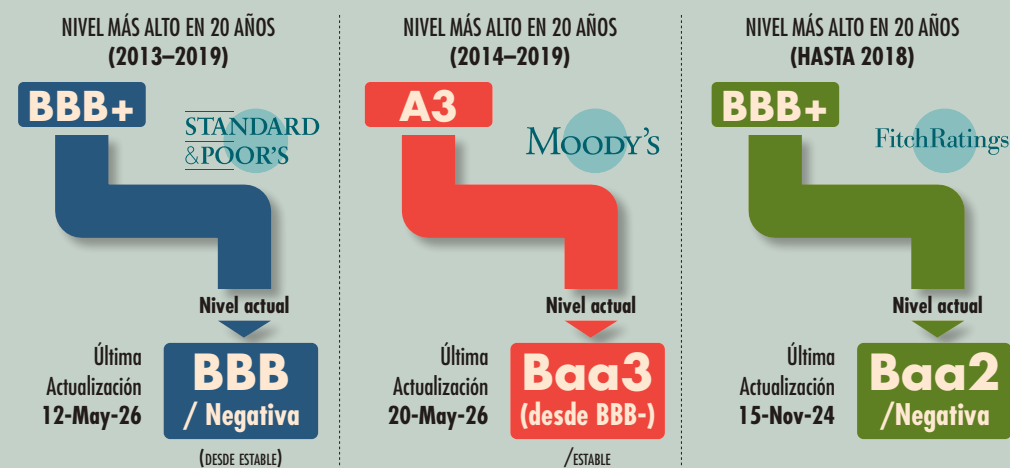 NIVEL MÁS ALTO EN 20 AÑOS
(2013–2019)
BBB+
STANDARD
&POOR'S
Nivel actual
Última
Actualización
12-May-26
BBB
/ Negativa
(DESDE ESTABLE)
NIVEL MÁS ALTO EN 20 AÑOS
(2014–2019)
A3
MOODY'S
Nivel actual
Última
Actualización
20-May-26
Baa3
(desde BBB-)
/ESTABLE
NIVEL MÁS ALTO EN 20 AÑOS
(HASTA 2018)
BBB+
FitchRatings
Nivel actual
Última
Actualización
15-Nov-24
Baa2
/Negativa